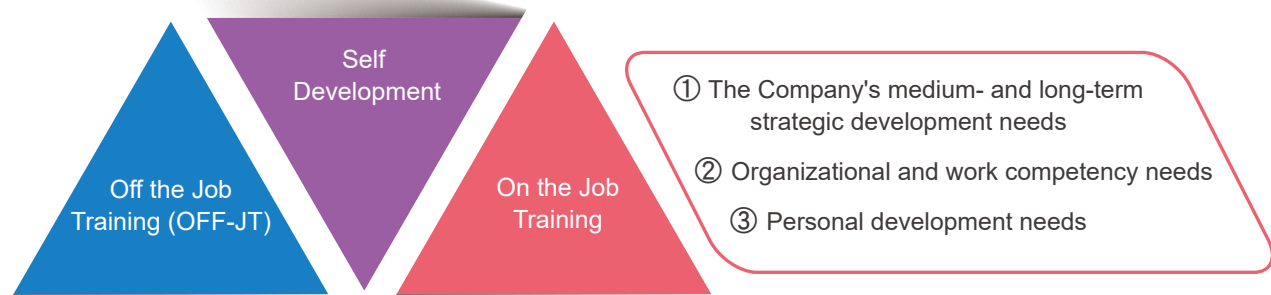 Self
Development
Off the Job
Training (OFF-JT)
On the Job
Training
① The Company's medium- and long-term
strategic development needs
② Organizational and work competency needs
③ Personal development needs